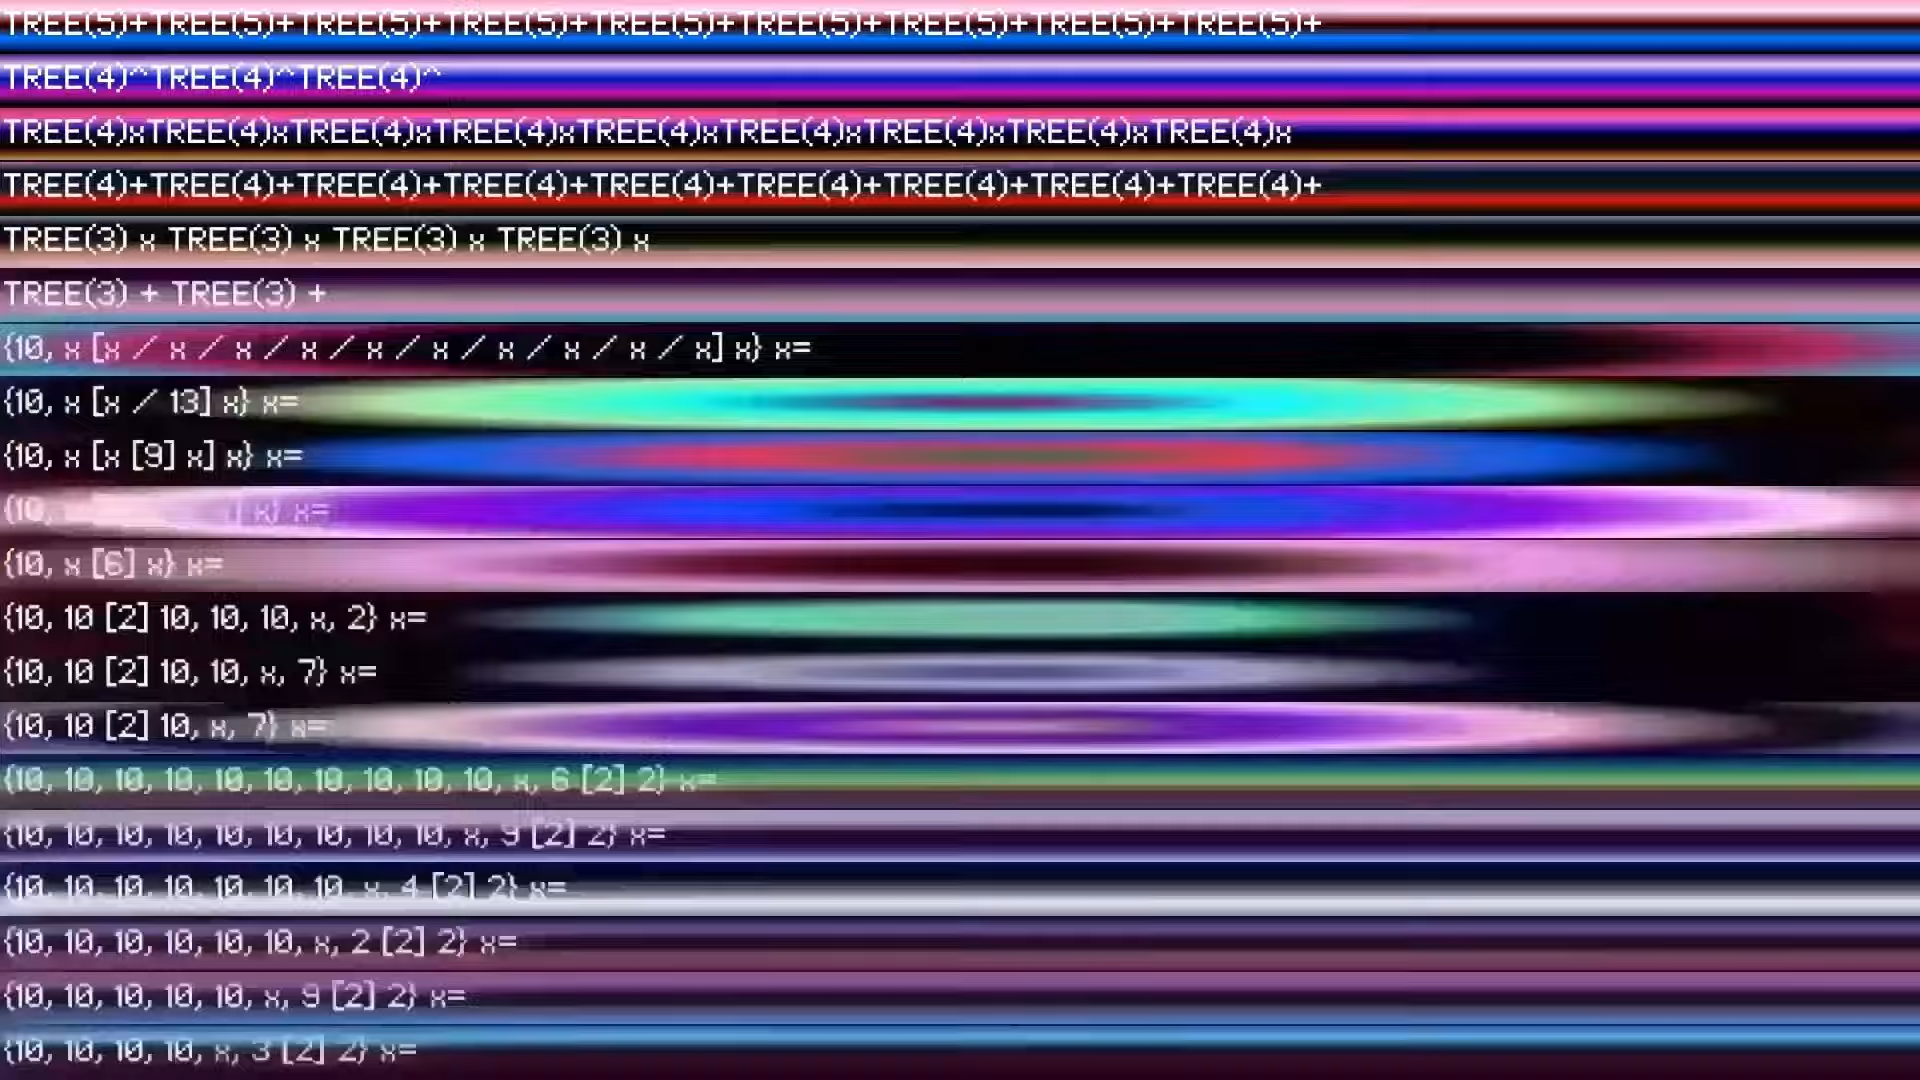 TREE(5)+TREE(5)+TREE(5)+TREE(5)+TREE(5)+TREE(5)+TREE(5)+TREE(5)+TREE(5)+
TREE(4)^TREE(4)^TREE(4)^
TREE(4)xTREE(4)xTREE(4)xTREE(4)xTREE(4)xTREE(4)xTREE(4)xTREE(4)xTREE(4)x
TREE(4)+TREE(4)+TREE(4)+TREE(4)+TREE(4)+TREE(4)+TREE(4)+TREE(4)+TREE(4)+
TREE(3) x TREE(3) x TREE(3) x TREE(3) x
TREE(3) + TREE(3) +
{10, x [x / x / x / x / x / x / x / x / x / x] x} x=
{10, x [x / 13] x} x=
{10, x [x [9] x] x} x=
{10, x} x=
{10, x [6] x} x=
{10, 10 [2] 10, 10, 10, x, 2} x=
{10, 10 [2] 10, 10, x, 7} x=
{10, 10 [2] 10, x, 7} x=
{10, 10, 10, 10, 10, 10, 10, 10, 10, 10, x, 6 [2] 2} x=
{10, 10, 10, 10, 10, 10, 10, 10, 10, x, 9 [2] 2} x=
{10, 10, 10, 10, 10, 10, 10, x, 4 [2] 2} x=
{10, 10, 10, 10, 10, 10, x, 2 [2] 2} x=
{10, 10, 10, 10, 10, x, 9 [2] 2} x=
{10, 10, 10, 10, x, 3 [2] 2} x=